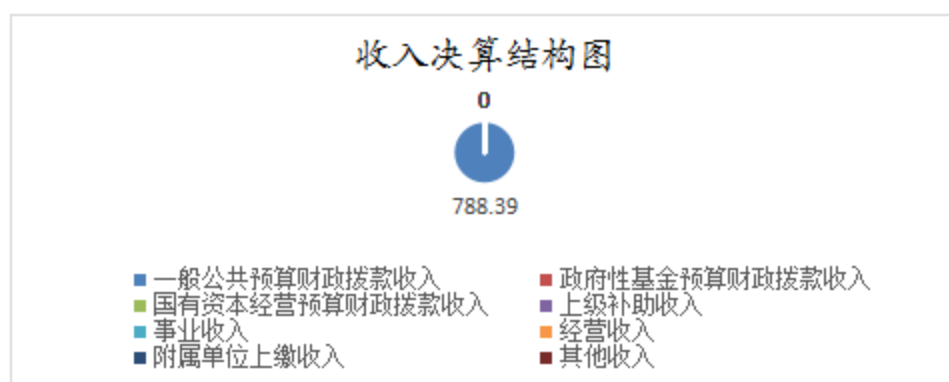 收入决算结构图
0
788.39
一般公共预算财政拨款收入 政府性基金预算财政拨款收入
国有资本经营预算财政拨款收入 上级补助收入
事业收入 经营收入
附属单位上缴收入 其他收入